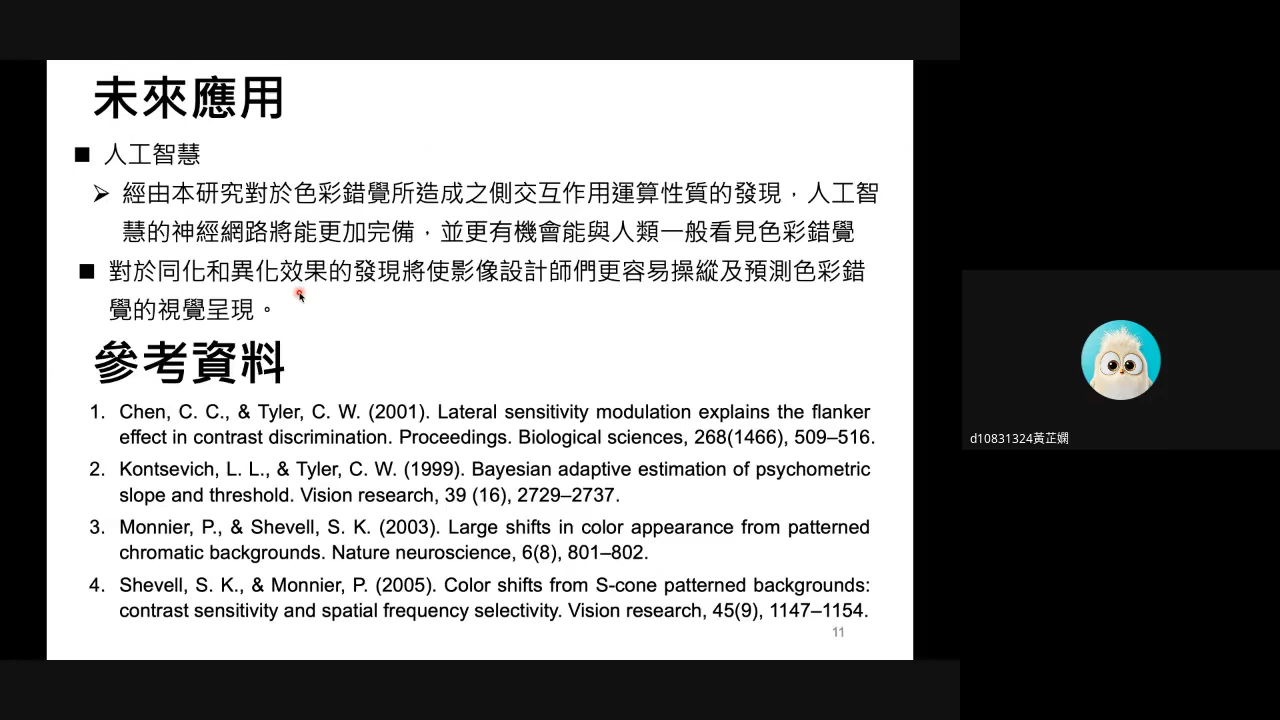 未來應用
■ 人工智慧
➢ 經由本研究對於色彩錯覺所造成之側交互作用運算性質的發現，人工智
慧的神經網路將能更加完備，並更有機會能與人類一般看見色彩錯覺
■ 對於同化和異化效果的發現將使影像設計師們更容易操縱及預測色彩錯
覺的視覺呈現。
參考資料
1. Chen, C. C., & Tyler, C. W. (2001). Lateral sensitivity modulation explains the flanker
effect in contrast discrimination. Proceedings. Biological sciences, 268(1466), 509–516.
2. Kontsevich, L. L., & Tyler, C. W. (1999). Bayesian adaptive estimation of psychometric
slope and threshold. Vision research, 39 (16), 2729–2737.
3. Monnier, P., & Shevell, S. K. (2003). Large shifts in color appearance from patterned
chromatic backgrounds. Nature neuroscience, 6(8), 801–802.
4. Shevell, S. K., & Monnier, P. (2005). Color shifts from S-cone patterned backgrounds:
contrast sensitivity and spatial frequency selectivity. Vision research, 45(9), 1147–1154.
11
d10831324黃芷嫻